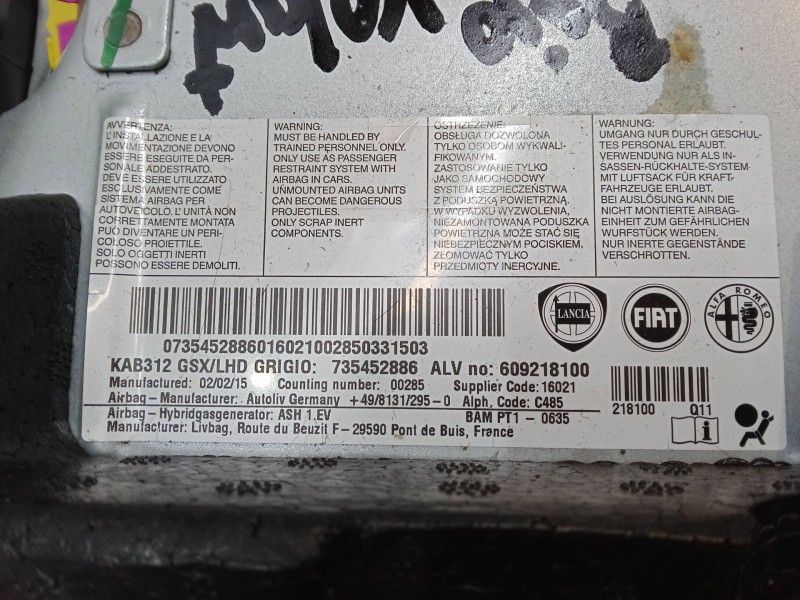 AVVERTENZA:
L'INSTALLAZIONE E LA
MOVIMENTAZIONE DEVONO
ESSERE ESEGUITE DA PER-
SONALE ADDESTRATO.
DEVE ESSERE UTILIZZATO
ESCLUSIVAMENTE COME
SISTEMA AIRBAG PER
AUTOVEICOLO. L'UNITÀ NON
CORRETTAMENTE MONTATA
PUÒ DIVENTARE UN PERI-
COLOSO PROIETTILE.
SOLO OGGETTI INERTI
POSSONO ESSERE DEMOLITI.
WARNING:
MUST BE HANDLED BY
TRAINED PERSONNEL ONLY.
ONLY USE AS PASSENGER
RESTRAINT SYSTEM WITH
AIRBAG IN CARS.
UNMOUNTED AIRBAG UNITS
CAN BECOME DANGEROUS
PROJECTILES.
ONLY SCRAP INERT
COMPONENTS.
OSTRZEŻENIE:
OBSŁUGA DOZWOLONA
TYLKO OSOBOM WYKWALI-
FIKOWANYM.
ZASTOSOWANIE TYLKO
JAKO SAMOCHODOWY
SYSTEM BEZPIECZEŃSTWA
Z PODUSZKĄ POWIETRZNĄ.
W WYPADKU WYZWOLENIA,
NIEZAMONTOWANA PODUSZKA
POWIETRZNA MOŻE STAĆ SIĘ
NIEBEZPIECZNYM POCISKIEM.
ZŁOMOWAĆ TYLKO
PRZEDMIOTY INERCYJNE.
WARNUNG:
UMGANG NUR DURCH GESCHUL-
TES PERSONAL ERLAUBT.
VERWENDUNG NUR ALS IN-
SASSEN-RÜCKHALTE-SYSTEM-
MIT LUFTSACK FÜR KRAFT-
FAHRZEUGE ERLAUBT.
BEI AUSLÖSUNG KANN DIE
NICHT MONTIERTE AIRBAG-
EINHEIT ZUM GEFÄHRLICHEN
WURFSTÜCK WERDEN.
NUR INERTE GEGENSTÄNDE
VERSCHROTTEN.
LANCIA
FIAT
ALFA ROMEO
0735452886016021002850331503
KAB312 GSX/LHD GRIGIO: 735452886 ALV no: 609218100
Manufactured: 02/02/15 Counting number: 00285 Supplier Code: 16021
Airbag - Manufacturer: Autoliv Germany +49/8131/295-0 Alph, Code: C485
Airbag - Hybridgasgenerator: ASH 1.EV BAM PT1 - 0635
Manufacturer: Livbag, Route du Beuzit F- 29590 Pont de Buis, France
218100 Q11